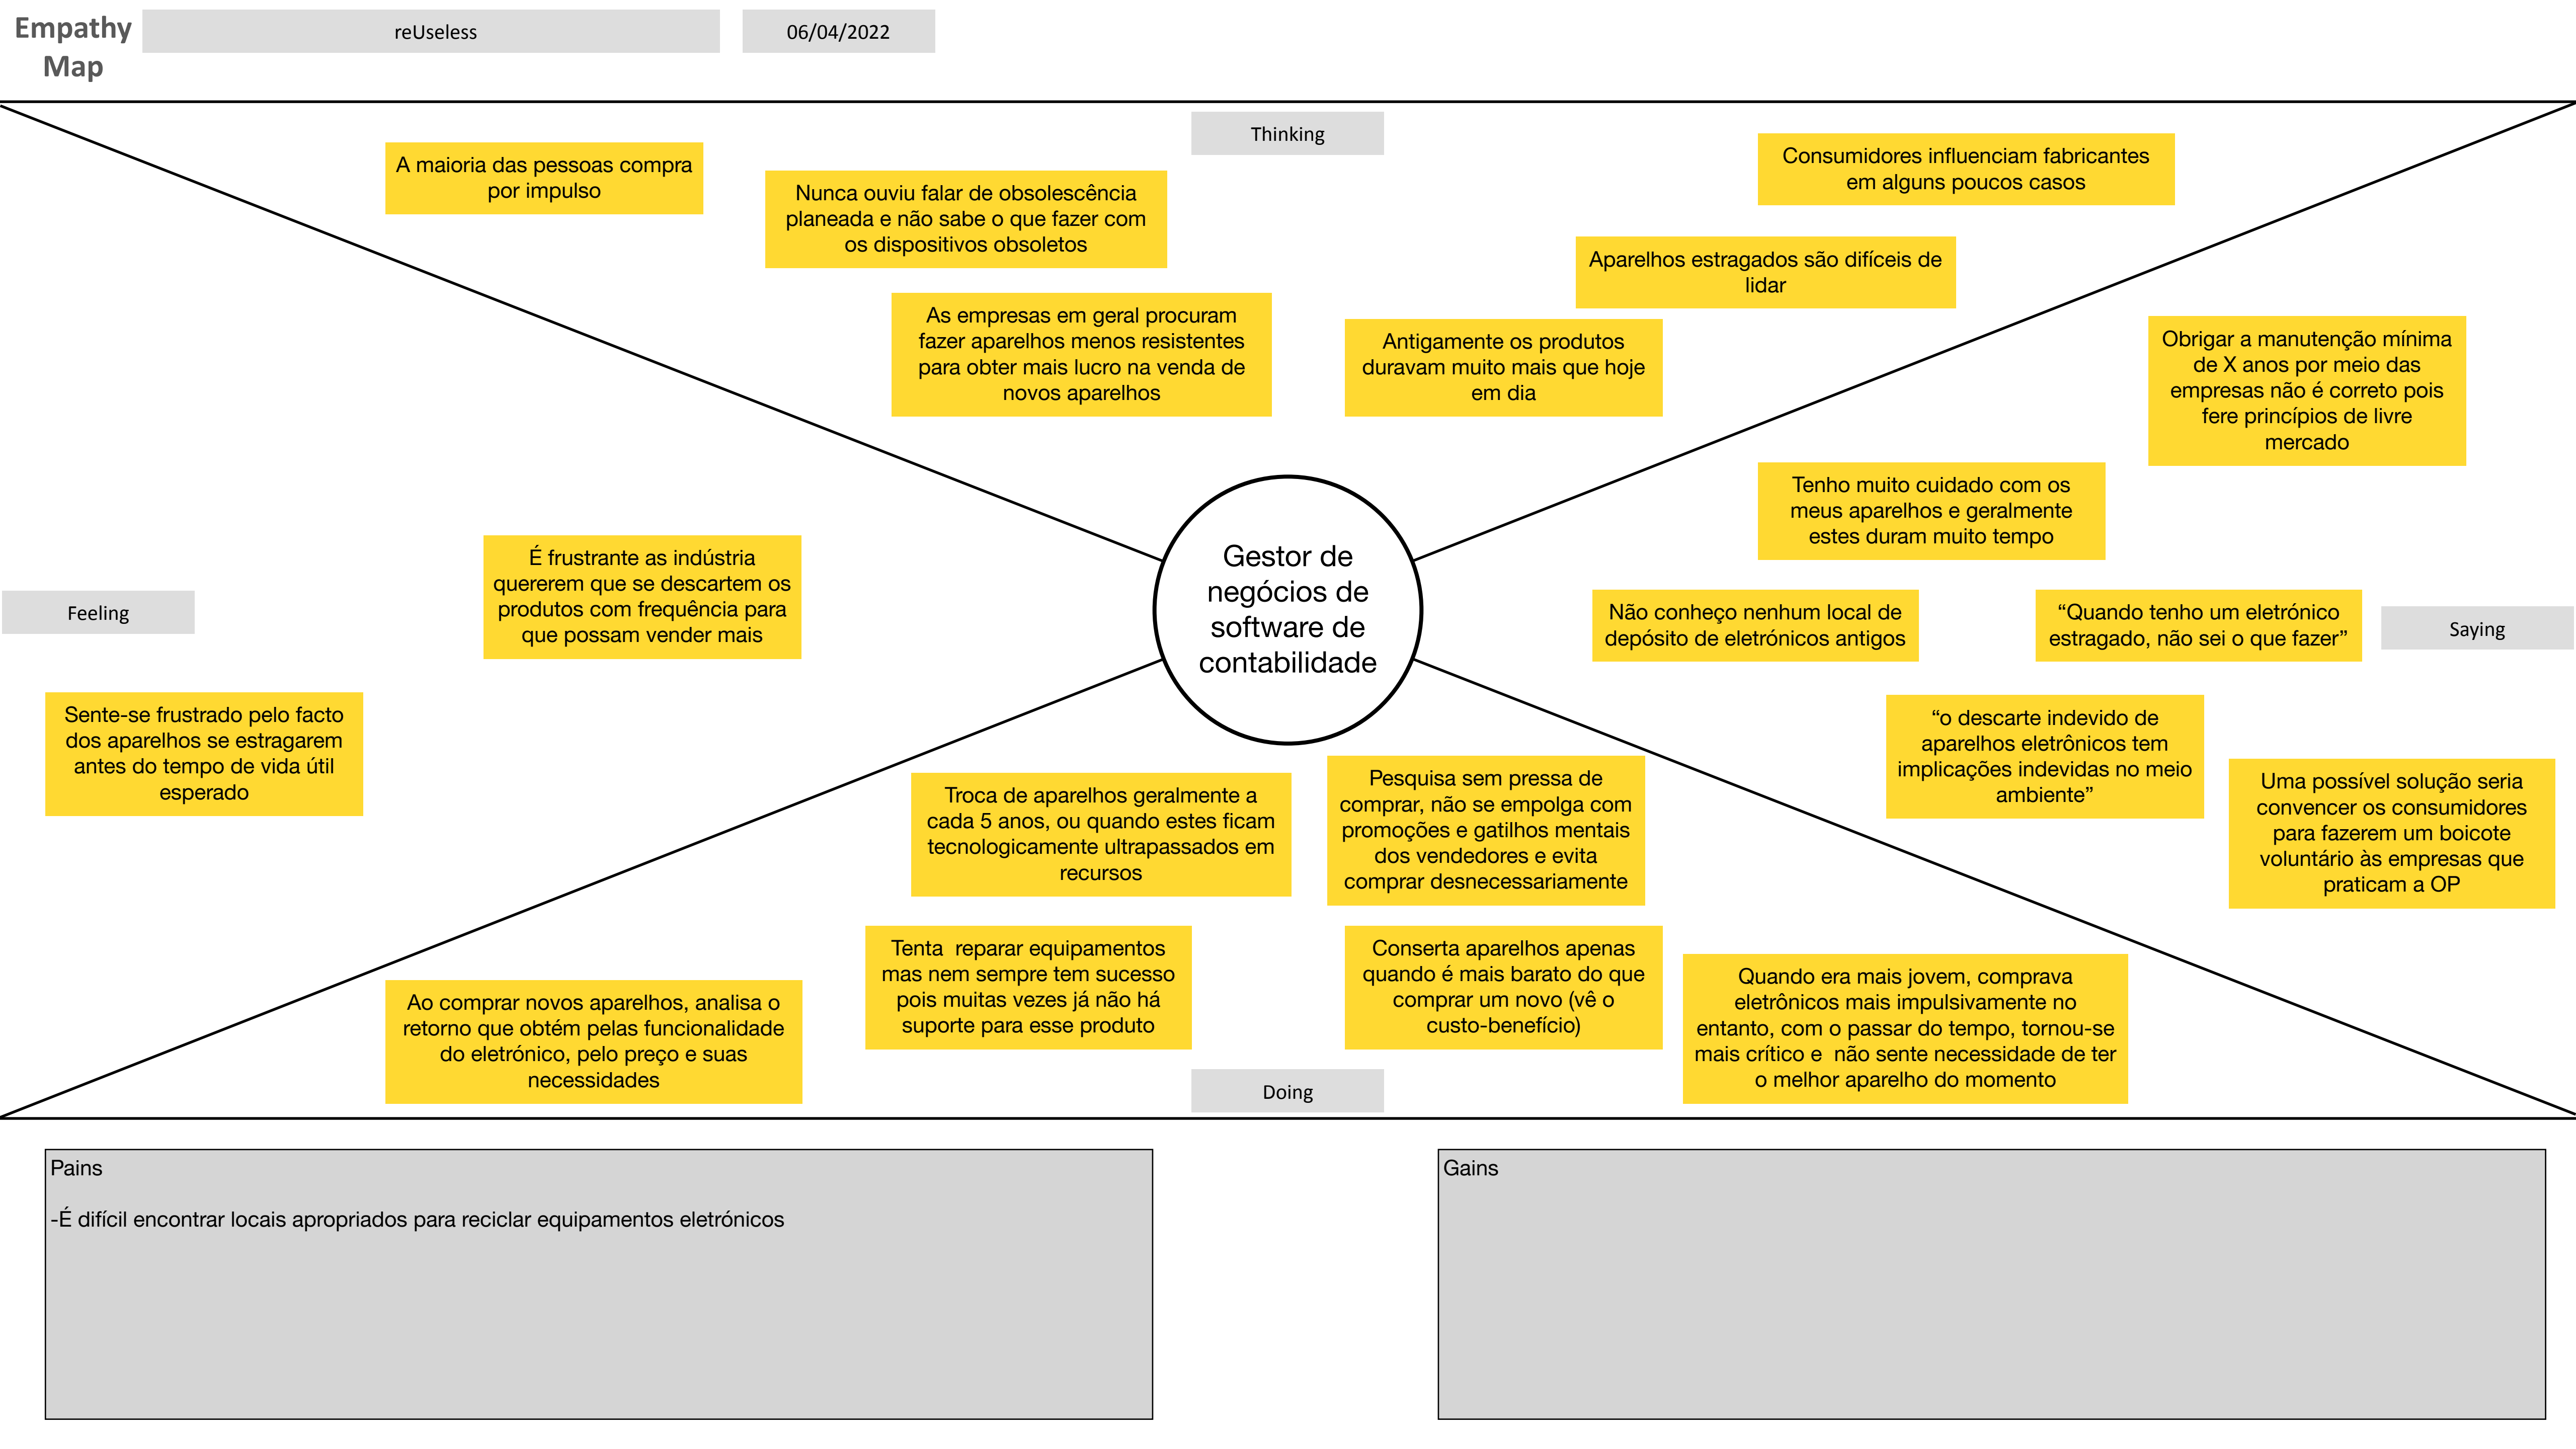 Empathy
Map
reUseless
06/04/2022
Thinking
A maioria das pessoas compra
por impulso
Nunca ouviu falar de obsolescência
planeada e não sabe o que fazer com
os dispositivos obsoletos
As empresas em geral procuram
fazer aparelhos menos resistentes
para obter mais lucro na venda de
novos aparelhos
Consumidores influenciam fabricantes
em alguns poucos casos
Aparelhos estragados são difíceis de
lidar
Antigamente os produtos
duravam muito mais que hoje
em dia
Obrigar a manutenção mínima
de X anos por meio das
empresas não é correto pois
fere princípios de livre
mercado
Tenho muito cuidado com os
meus aparelhos e geralmente
estes duram muito tempo
Não conheço nenhum local de
depósito de eletrónicos antigos
“Quando tenho um eletrónico
estragado, não sei o que fazer”
Saying
“o descarte indevido de
aparelhos eletrônicos tem
implicações indevidas no meio
ambiente”
Uma possível solução seria
convencer os consumidores
para fazerem um boicote
voluntário às empresas que
praticam a OP
Gestor de
negócios de
software de
contabilidade
É frustrante as indústria
quererem que se descartem os
produtos com frequência para
que possam vender mais
Feeling
Sente-se frustrado pelo facto
dos aparelhos se estragarem
antes do tempo de vida útil
esperado
Troca de aparelhos geralmente a
cada 5 anos, ou quando estes ficam
tecnologicamente ultrapassados em
recursos
Pesquisa sem pressa de
comprar, não se empolga com
promoções e gatilhos mentais
dos vendedores e evita
comprar desnecessariamente
Ao comprar novos aparelhos, analisa o
retorno que obtém pelas funcionalidade
do eletrónico, pelo preço e suas
necessidades
Tenta  reparar equipamentos
mas nem sempre tem sucesso
pois muitas vezes já não há
suporte para esse produto
Conserta aparelhos apenas
quando é mais barato do que
comprar um novo (vê o
custo-benefício)
Quando era mais jovem, comprava
eletrônicos mais impulsivamente no
entanto, com o passar do tempo, tornou-se
mais crítico e  não sente necessidade de ter
o melhor aparelho do momento
Doing
Pains
-É difícil encontrar locais apropriados para reciclar equipamentos eletrónicos
Gains